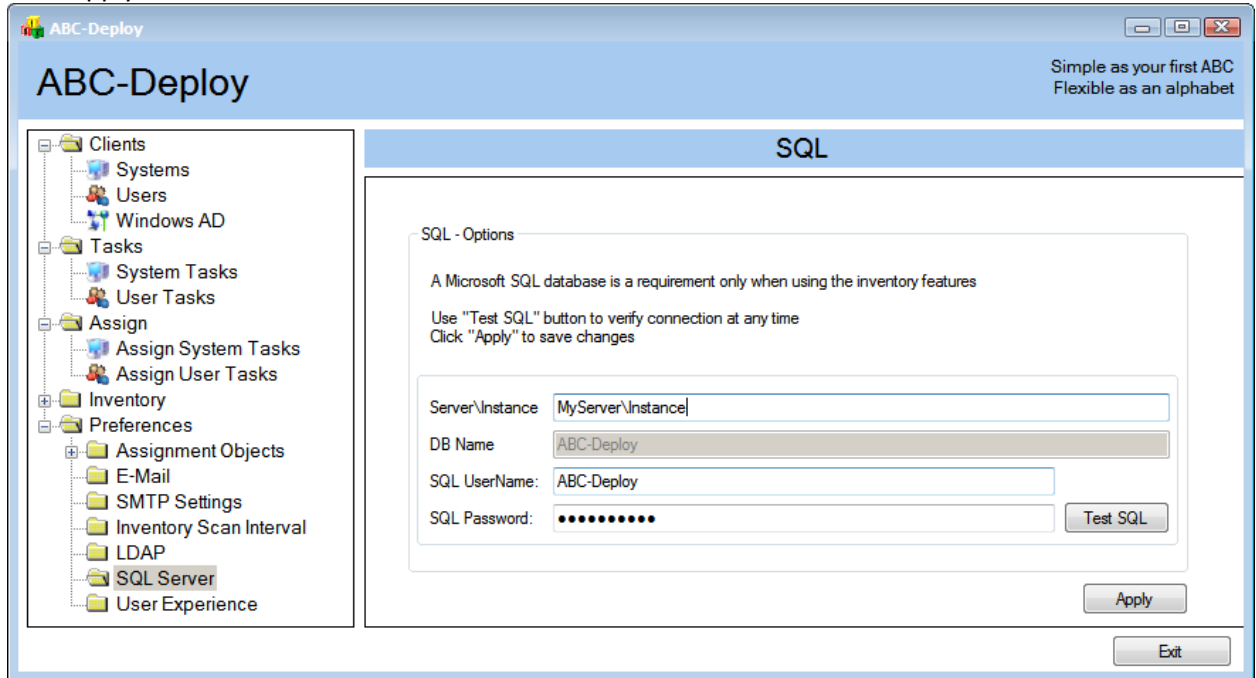 ABC-Deploy
ABC-Deploy
Simple as your first ABC
Flexible as an alphabet
Clients
Systems
Users
Windows AD
Tasks
System Tasks
User Tasks
Assign
Assign System Tasks
Assign User Tasks
Inventory
Preferences
Assignment Objects
E-Mail
SMTP Settings
Inventory Scan Interval
LDAP
SQL Server
User Experience
SQL
SQL - Options
A Microsoft SQL database is a requirement only when using the inventory features
Use "Test SQL" button to verify connection at any time
Click "Apply" to save changes
Server\Instance MyServer\Instance
DB Name ABC-Deploy
SQL UserName: ABC-Deploy
SQL Password: ●●●●●●●●●●
Test SQL
Apply
Exit